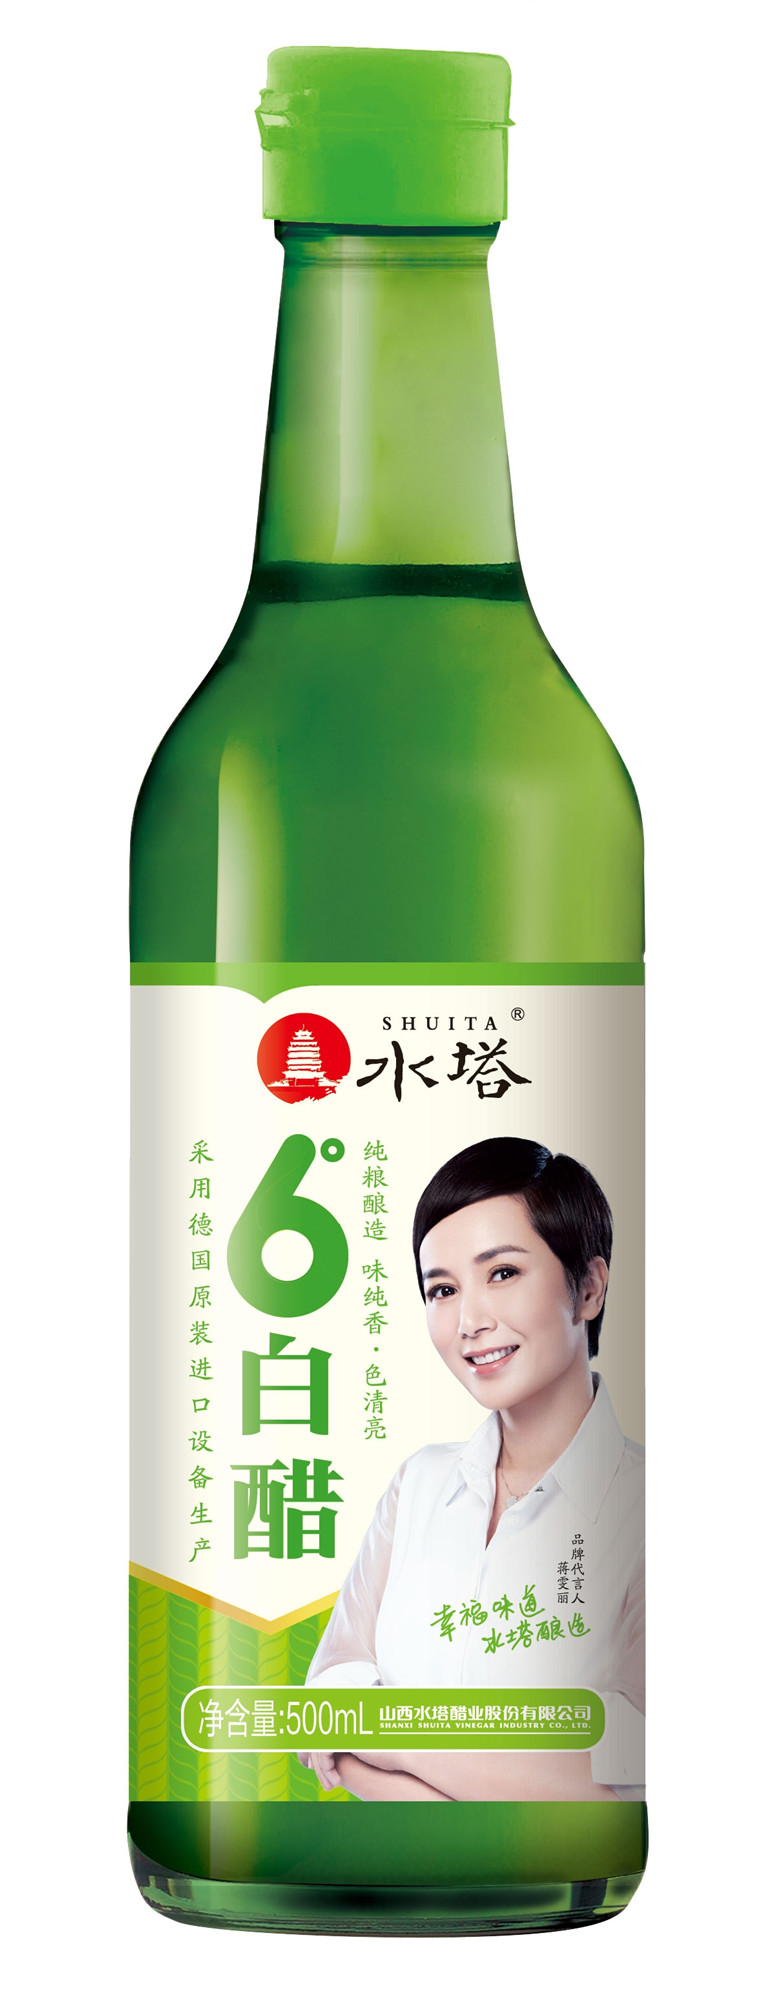 SHUITA ®
水塔
6°
白醋
采用德国原装进口设备生产
纯粮酿造 味纯香·色清亮
品牌代言人
蒋雯丽
幸福味道
水塔酿造
净含量:500mL
山西水塔醋业股份有限公司
SHANXI SHUITA VINEGAR INDUSTRY CO., LTD.